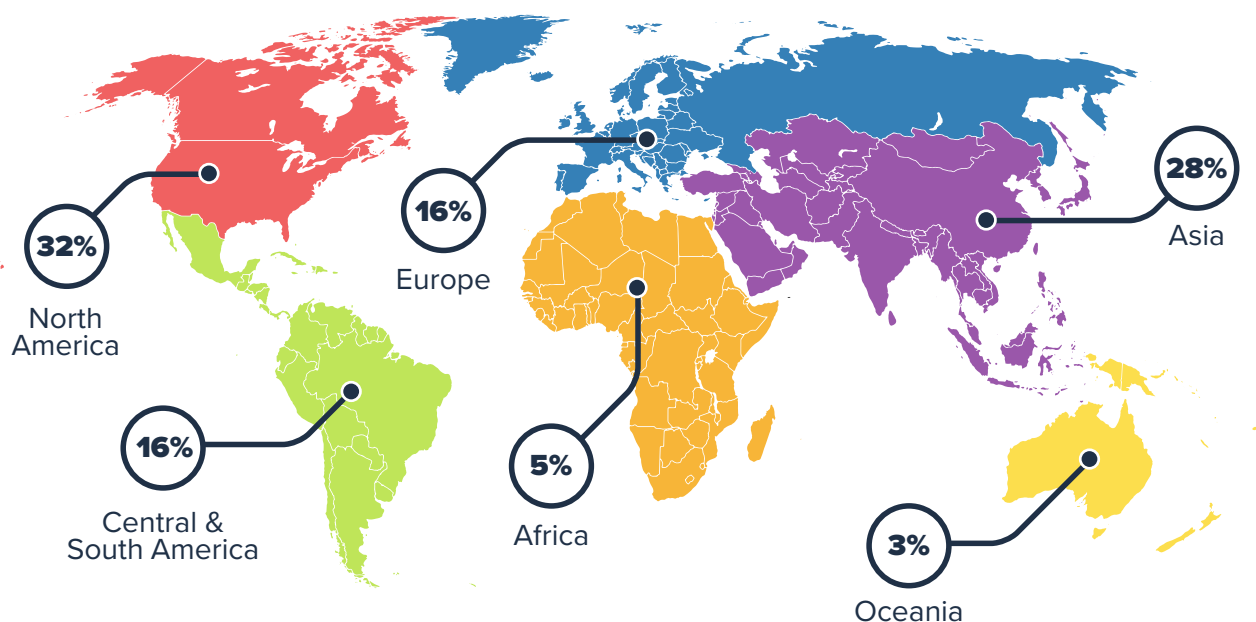 32%
North
America
16%
Europe
28%
Asia
16%
Central &
South America
5%
Africa
3%
Oceania